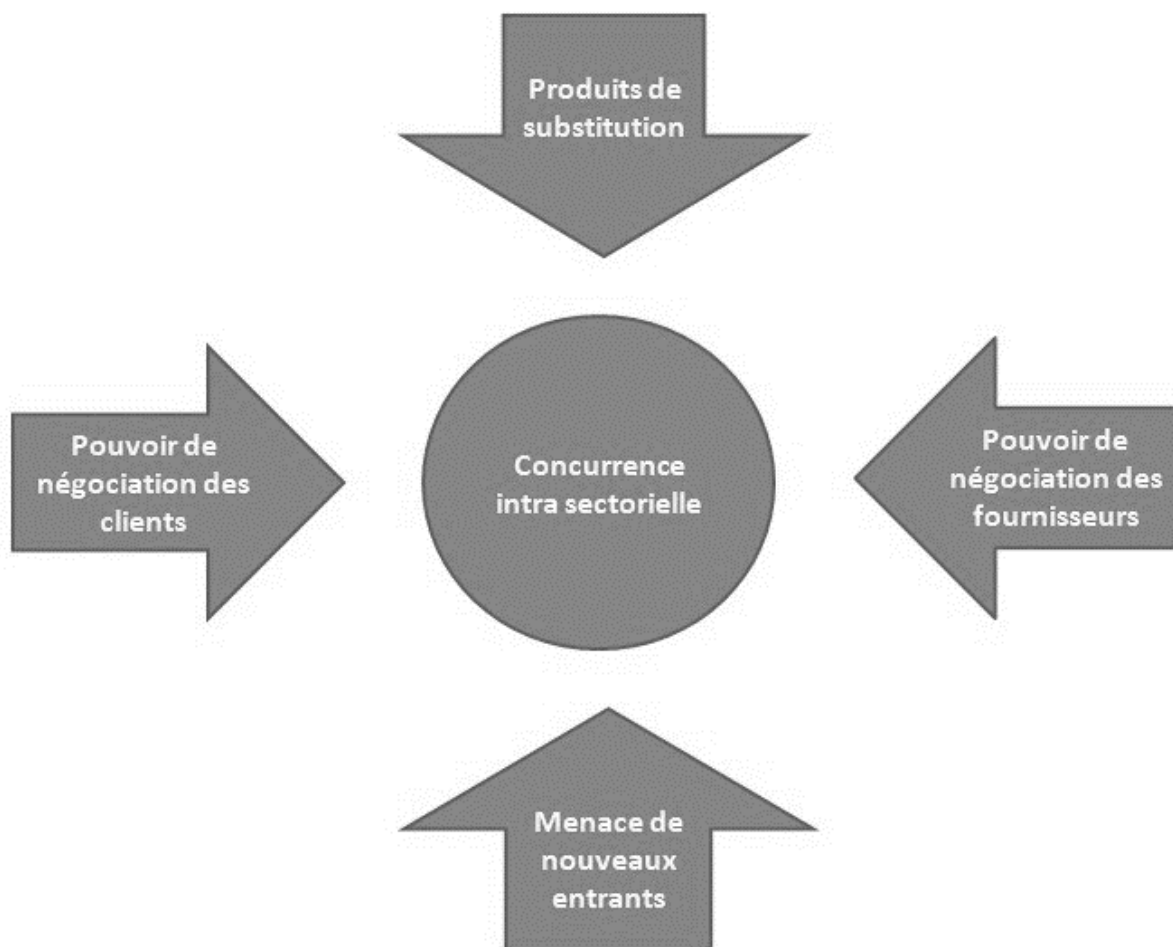 Produits de
substitution
Pouvoir de
négociation des
clients
Concurrence
intra sectorielle
Pouvoir de
négociation des
fournisseurs
Menace de
nouveaux
entrants